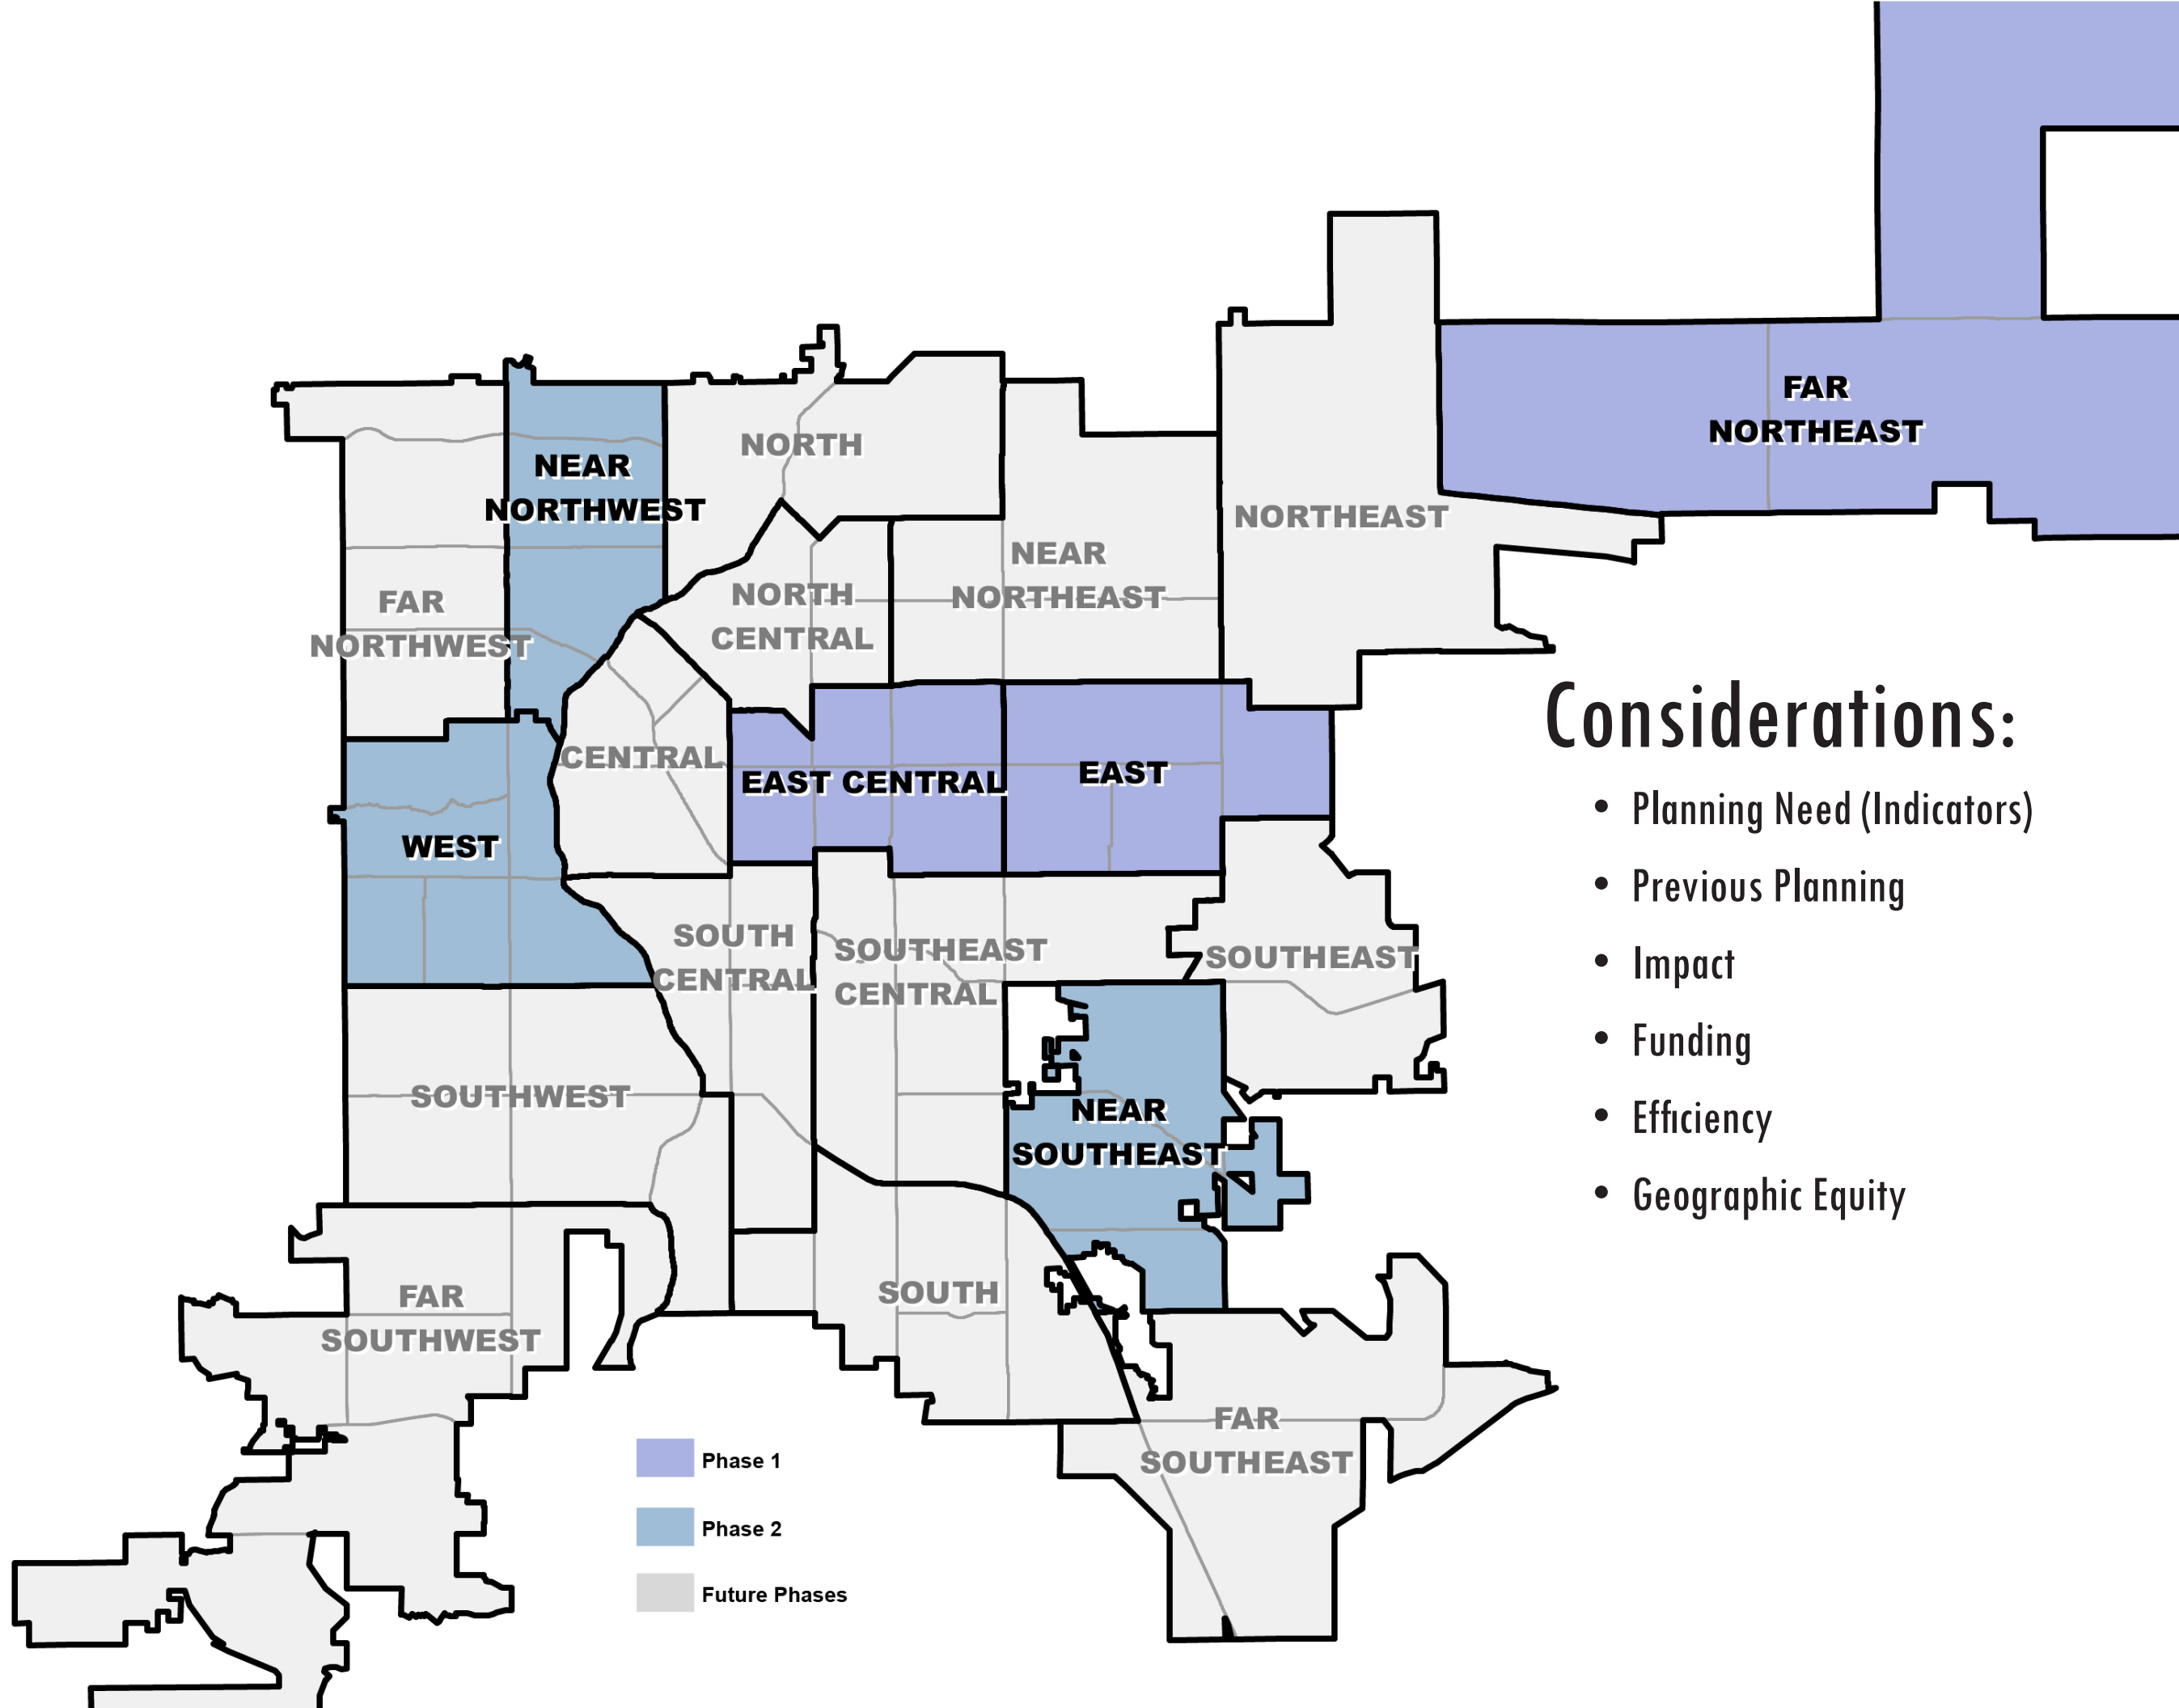 FAR
NORTHEAST
NORTH
NEAR
NORTHWEST
NORTHEAST
NEAR
NORTHEAST
NORTH
CENTRAL
FAR
NORTHWEST
CENTRAL
EAST CENTRAL
EAST
WEST
SOUTH
CENTRAL
SOUTHEAST
CENTRAL
SOUTHEAST
SOUTHWEST
NEAR
SOUTHEAST
FAR
SOUTHWEST
SOUTH
FAR
SOUTHEAST
Considerations:
• Planning Need (Indicators)
• Previous Planning
• Impact
• Funding
• Efficiency
• Geographic Equity
Phase 1
Phase 2
Future Phases